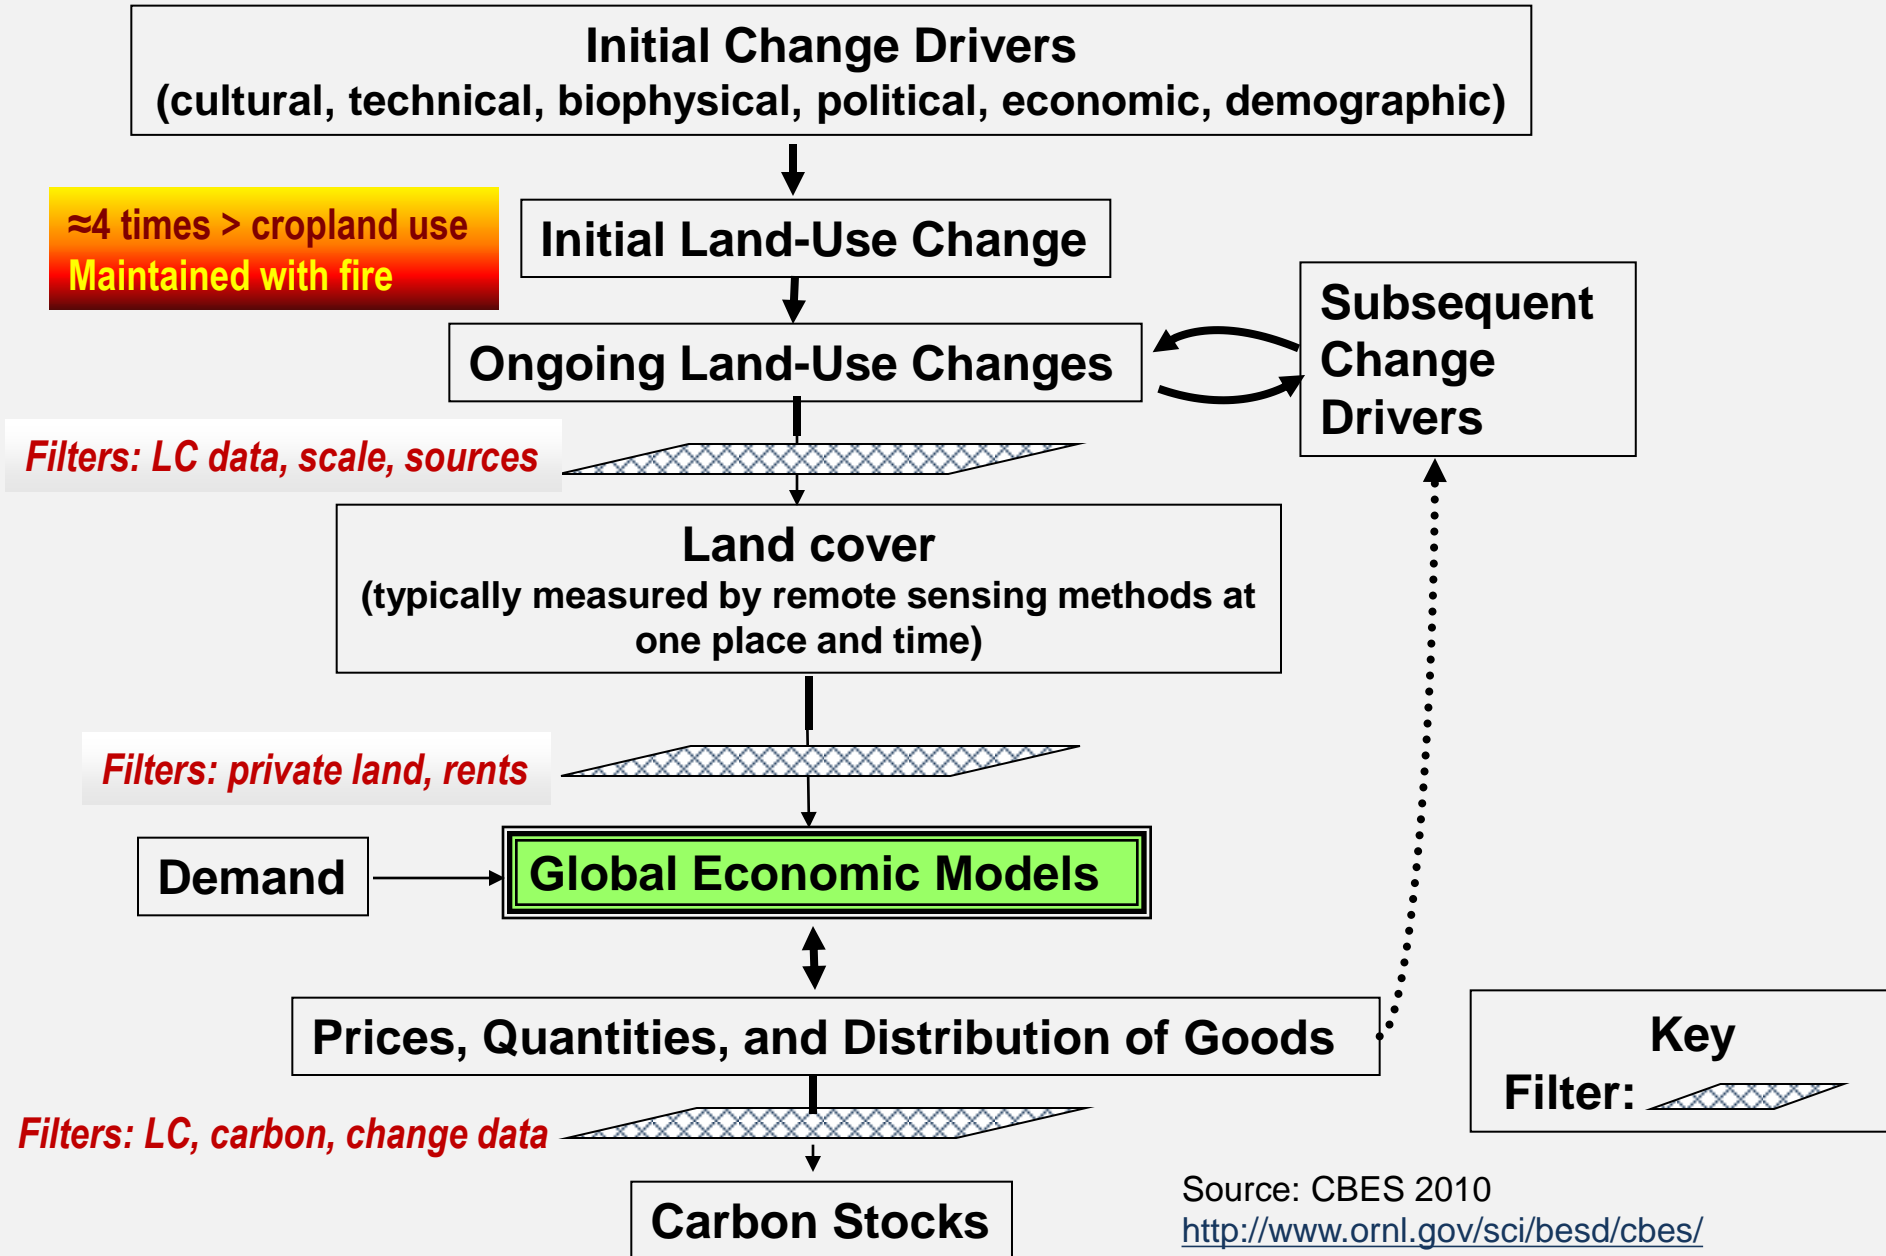 Initial Change Drivers
(cultural, technical, biophysical, political, economic, demographic)
≈4 times > cropland use
Maintained with fire
Initial Land-Use Change
Ongoing Land-Use Changes
Subsequent
Change
Drivers
Filters: LC data, scale, sources
Land cover
(typically measured by remote sensing methods at
one place and time)
Filters: private land, rents
Demand
Global Economic Models
Prices, Quantities, and Distribution of Goods
Key
Filter:
Filters: LC, carbon, change data
Carbon Stocks
Source: CBES 2010
http://www.ornl.gov/sci/besd/cbes/